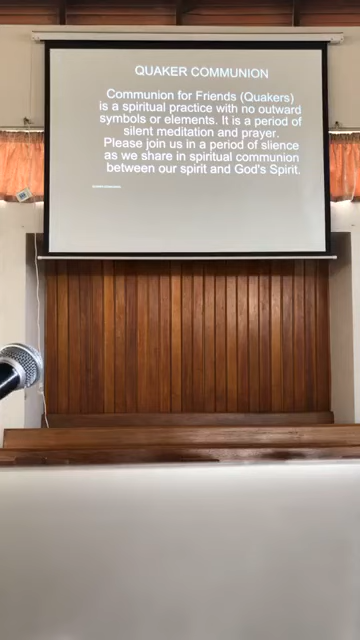 QUAKER COMMUNION
Communion for Friends (Quakers)
is a spiritual practice with no outward
symbols or elements. It is a period of
silent meditation and prayer.
Please join us in a period of slience
as we share in spiritual communion
between our spirit and God's Spirit.